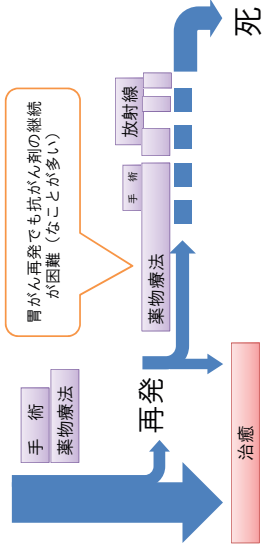 手　術
薬物療法
再発
胃がん再発でも抗がん剤の継続
が困難（なことが多い）
手　術
薬物療法
放射線
治癒
死